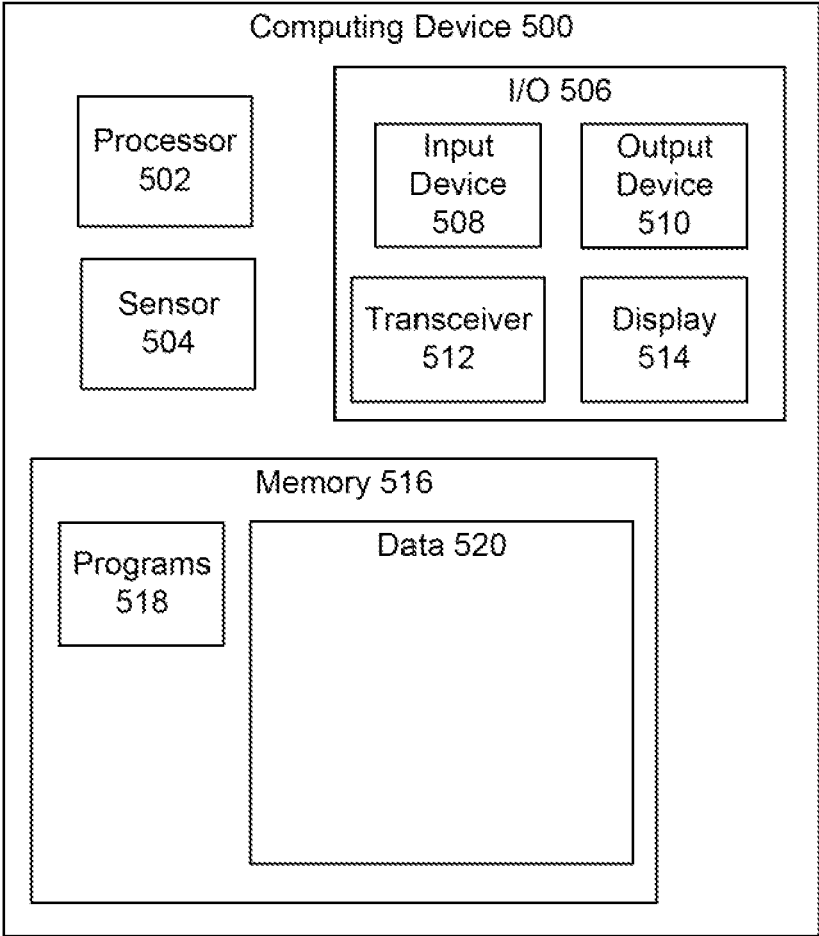 Computing Device 500
Processor
502
Sensor
504
I/O 506
Input
Device
508
Output
Device
510
Transceiver
512
Display
514
Memory 516
Programs
518
Data 520